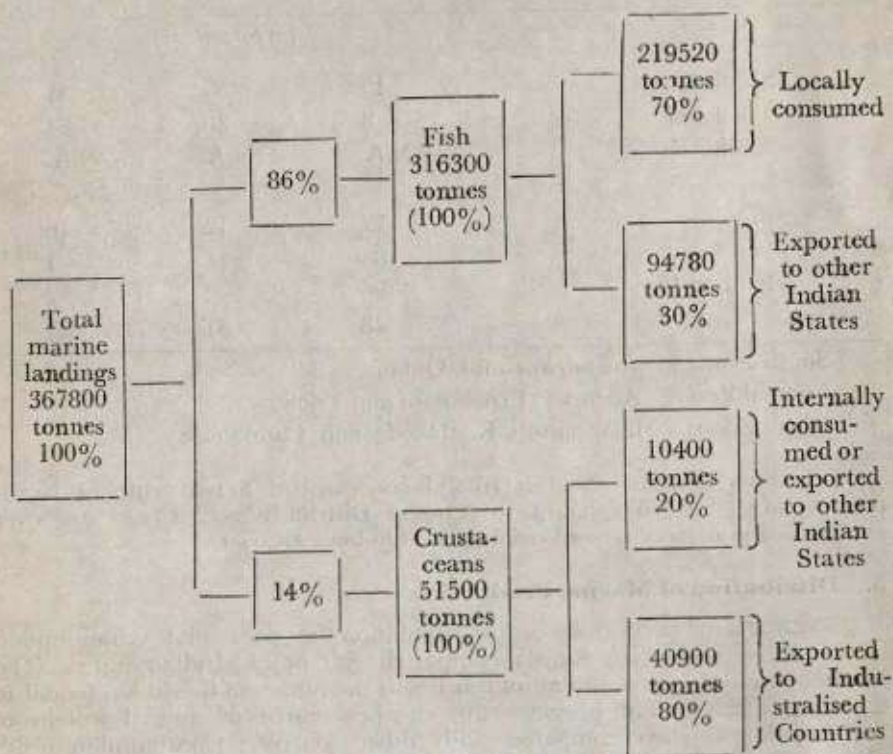 Total
marine
landings
367800
tonnes
100%
86%
Fish
316300
tonnes
(100%)
219520
tonnes
70%
Locally
consumed
94780
tonnes
30%
Exported
to other
Indian
States
14%
Crusta-
ceans
51500
tonnes
(100%)
10400
tonnes
20%
Internally
consu-
med or
exported
to other
Indian
States
40900
tonnes
80%
Exported
to Indu-
stralised
Countries